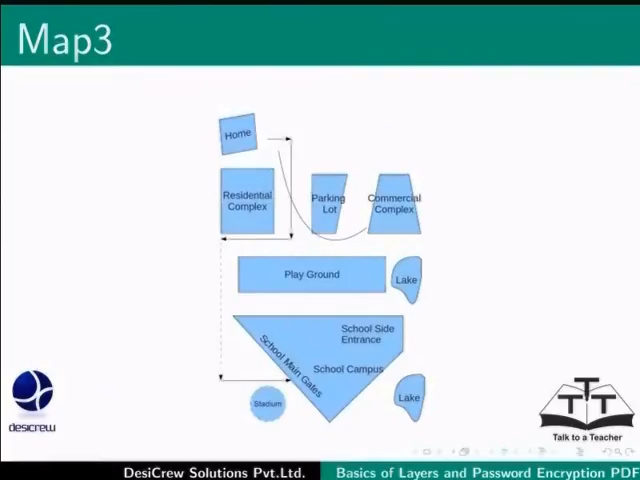 Map3
Home
Residential
Complex
Parking
Lot
Commercial
Complex
Play Ground
Lake
School Side
Entrance
School Main Gates
School Campus
Stadium
Lake
desicrew
TTT
Talk to a Teacher
DesiCrew Solutions Pvt.Ltd.
Basics of Layers and Password Encryption PDF